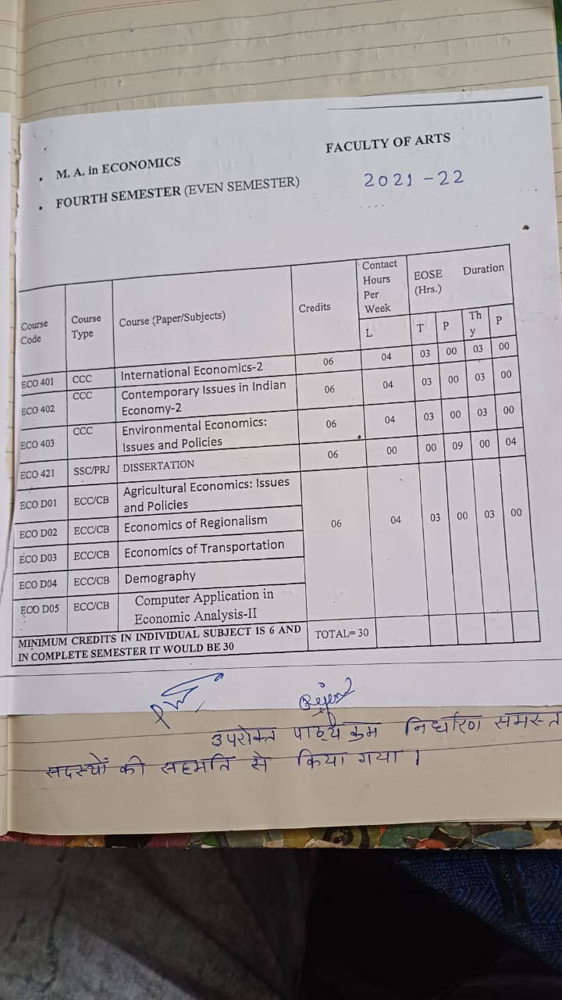 FACULTY OF ARTS
• M. A. in ECONOMICS
• FOURTH SEMESTER (EVEN SEMESTER)
2021-22
Course Code Course Type Course (Paper/Subjects) Credits Contact Hours Per Week EOSE Duration (Hrs.)
L T P Thy P
ECO 401 CCC International Economics-2 06 04 03 00 03 00
ECO 402 CCC Contemporary Issues in Indian Economy-2 06 04 03 00 03 00
ECO 403 CCC Environmental Economics: Issues and Policies 06 04 03 00 03 00
ECO 421 SSC/PRJ DISSERTATION 06 00 00 09 00 04
ECO D01 ECC/CB Agricultural Economics: Issues and Policies
ECO D02 ECC/CB Economics of Regionalism 06 04 03 00 03 00
ECO D03 ECC/CB Economics of Transportation
ECO D04 ECC/CB Demography
ECO D05 ECC/CB Computer Application in Economic Analysis-II
MINIMUM CREDITS IN INDIVIDUAL SUBJECT IS 6 AND TOTAL= 30
IN COMPLETE SEMESTER IT WOULD BE 30
उपरोक्त पाठ्यक्रम निर्धारण समस्त
सदस्यों की सहमति से किया गया।